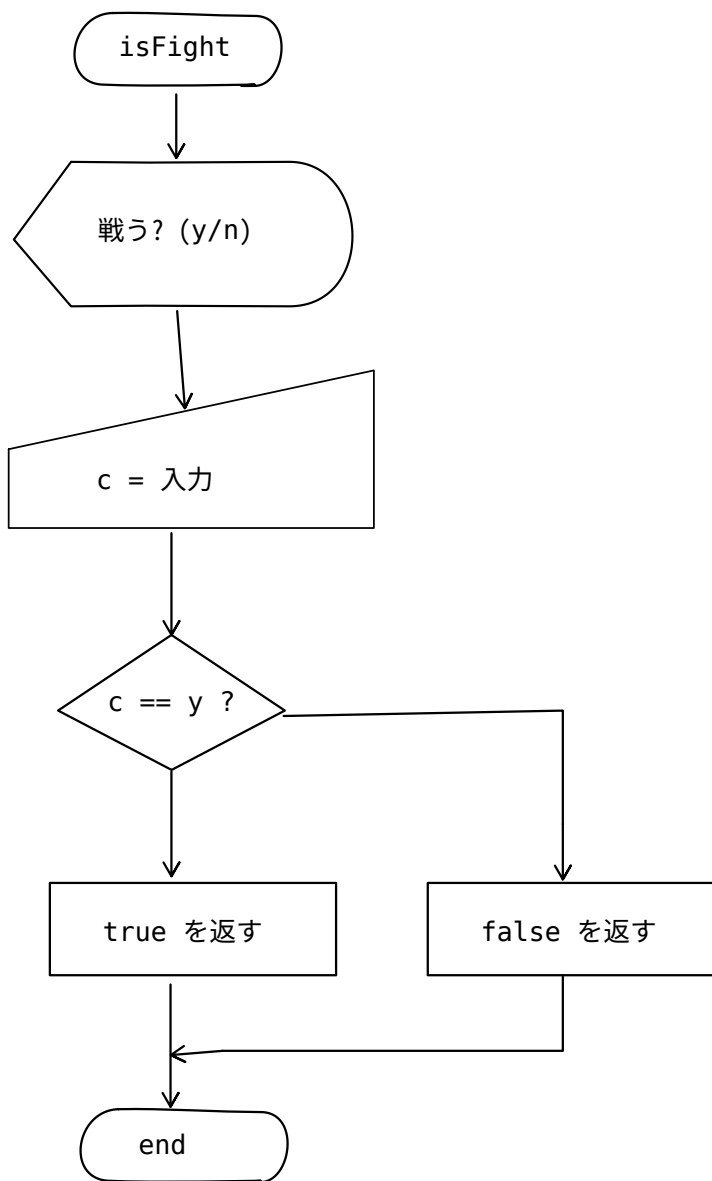 isFight
戦う? (y/n)
c = 入力
c == y ?
true を返す
false を返す
end